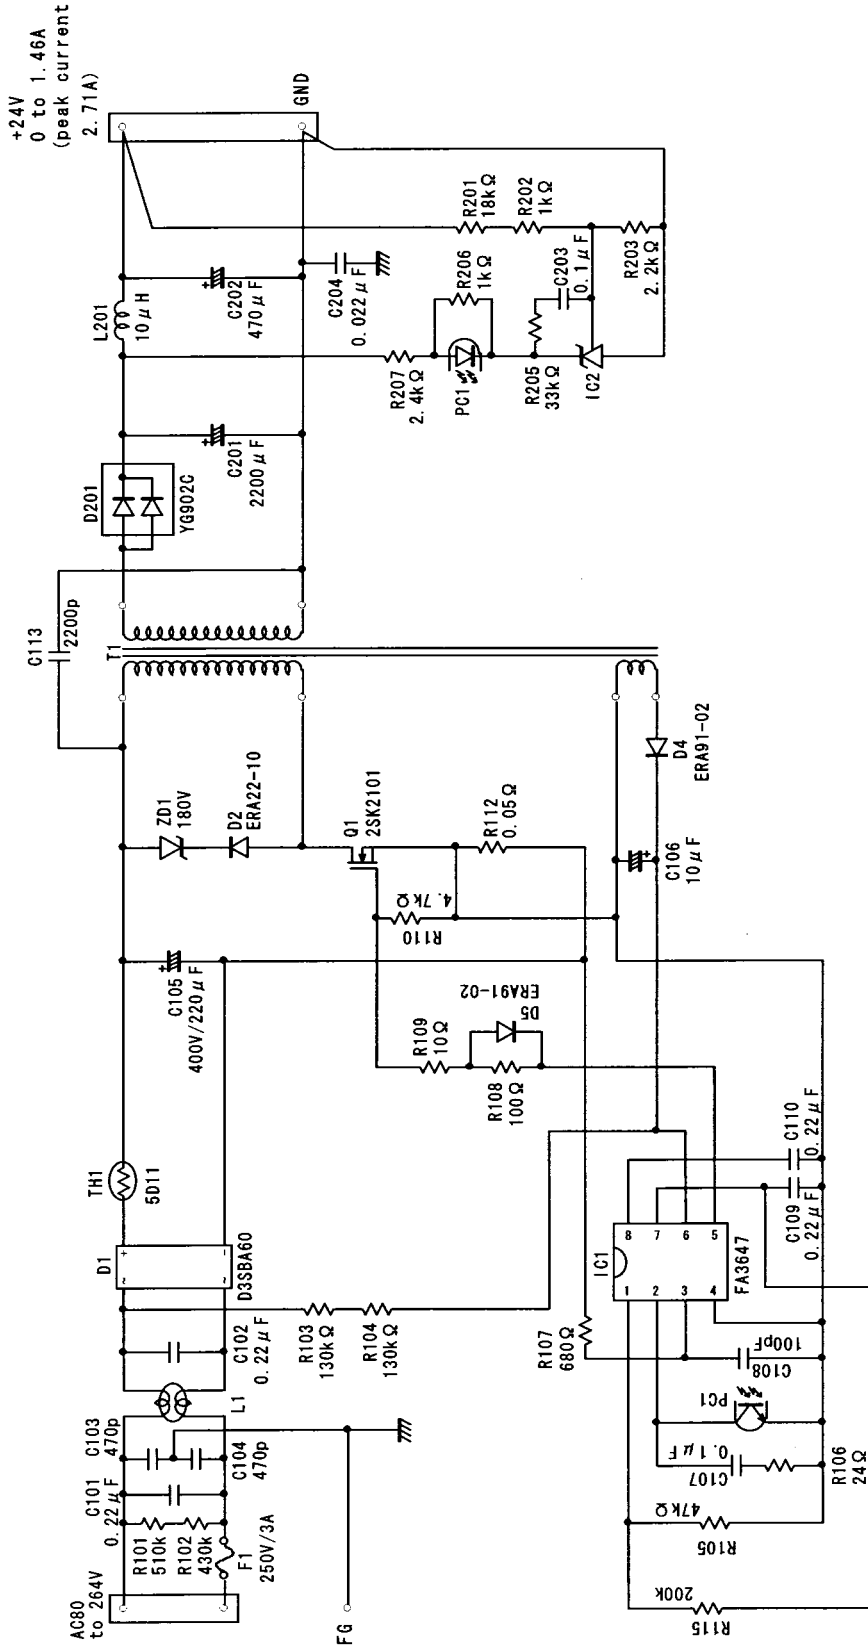 AC80
to 264V
R101
510k
R102
430k
F1
250V/3A
C101
0.22μF
C103
470p
C104
470p
L1
FG
C102
0.22μF
D1
+
-
~
~
D3SBA60
TH1
5D11
R103
130kΩ
R104
130kΩ
+
C105
400V/220μF
ZD1
180V
D2
ERA22-10
Q1
2SK2101
R110
4.7kΩ
R112
0.05Ω
R109
10Ω
D5
ERA91-02
R108
100Ω
C113
2200p
T1
D201
YG902C
+
C201
2200μF
L201
10μH
+
C202
470μF
C204
0.022μF
+24V
0 to 1.46A
(peak current
2.71A)
GND
R207
2.4kΩ
PC1
R206
1kΩ
R205
33kΩ
C203
0.1μF
IC2
R201
18kΩ
R202
1kΩ
R203
2.2kΩ
D4
ERA91-02
C106
10μF
+
R107
680Ω
IC1
FA3647
1
2
3
4
5
6
7
8
C108
100pF
C109
0.22μF
C110
0.22μF
PC1
C107
0.1μF
R106
24Ω
R105
47kΩ
R115
200k